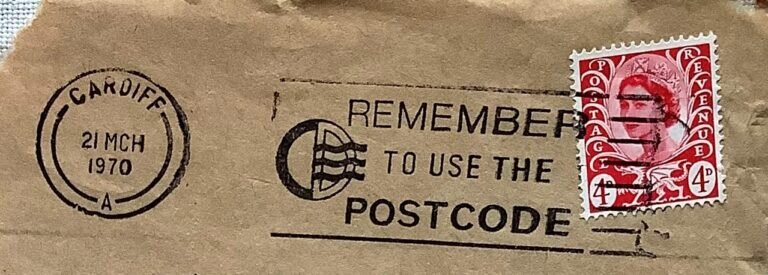 CARDIFF
21 MCH
1970
A
REMEMBER
TO USE THE
POSTCODE
POSTAGE
REVENUE
4D
4D